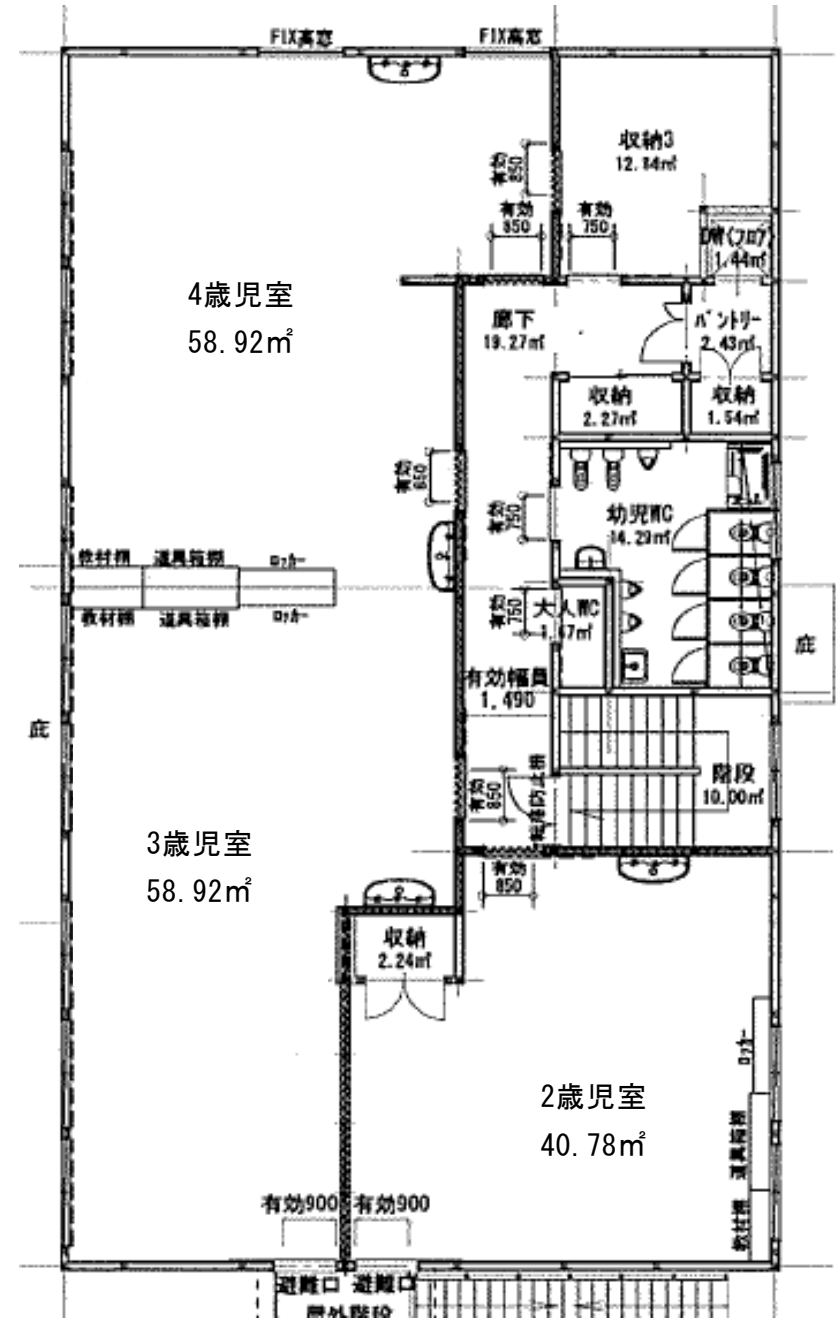 FIX高窓 FIX高窓
収納3
12.84㎡
有効
850
有効
850
有効
750
DW(フロア)
1.44㎡
4歳児室
58.92㎡
廊下
19.27㎡
パントリー
2.43㎡
収納
2.27㎡
収納
1.54㎡
有効
850
有効
750
幼児WC
14.29㎡
教材棚 道具箱棚 ロッカー
教材棚 道具箱棚 ロッカー
有効
750
大人WC
1.67㎡
庇
有効幅員
1,490
庇
転落防止柵
有効
850
階段
10.00㎡
3歳児室
58.92㎡
有効
850
収納
2.24㎡
ロッカー
2歳児室
40.78㎡
道具箱棚
教材棚
有効900 有効900
避難口 避難口
屋外階段